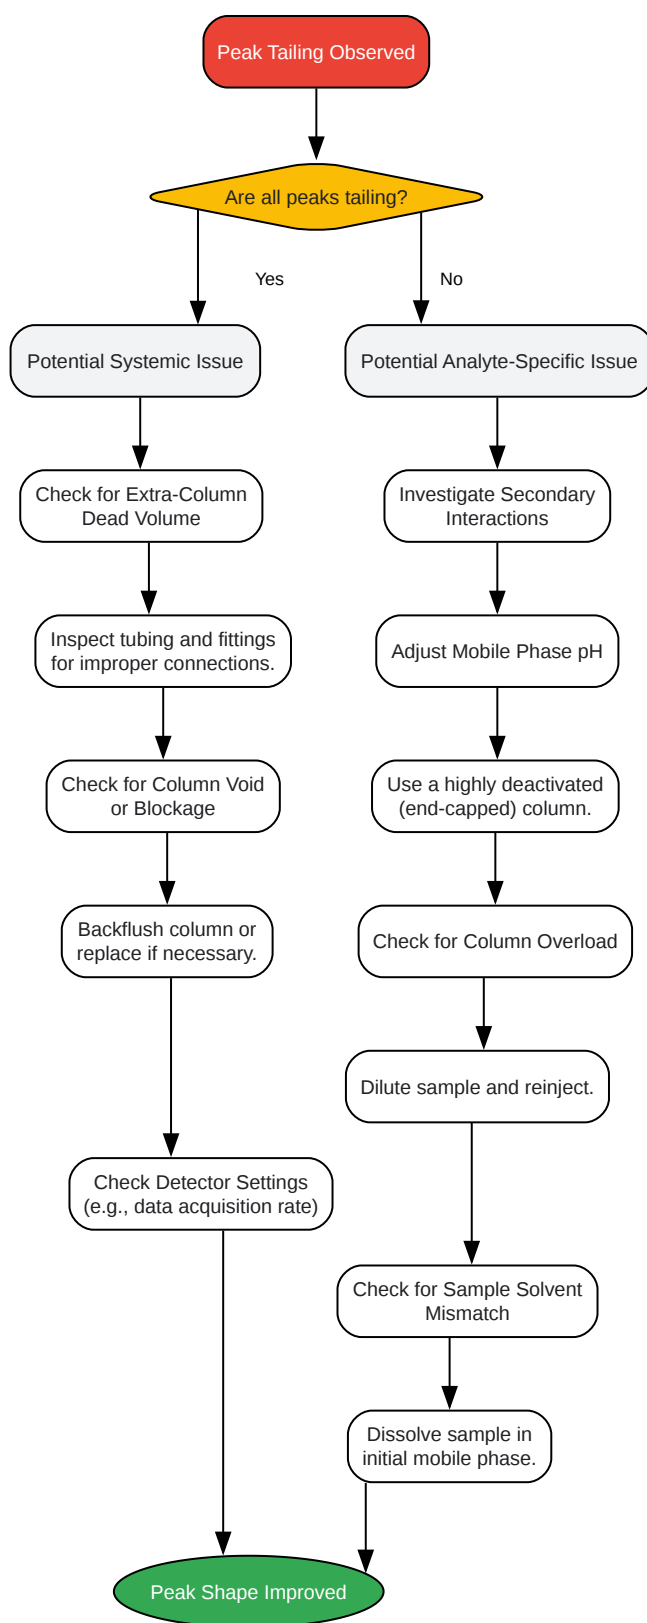 Peak Tailing Observed
Are all peaks tailing?
Yes
No
Potential Systemic Issue
Potential Analyte-Specific Issue
Check for Extra-Column
Dead Volume
Investigate Secondary
Interactions
Inspect tubing and fittings
for improper connections.
Adjust Mobile Phase pH
Check for Column Void
or Blockage
Use a highly deactivated
(end-capped) column.
Backflush column or
replace if necessary.
Check for Column Overload
Dilute sample and reinject.
Check Detector Settings
(e.g., data acquisition rate)
Check for Sample Solvent
Mismatch
Dissolve sample in
initial mobile phase.
Peak Shape Improved